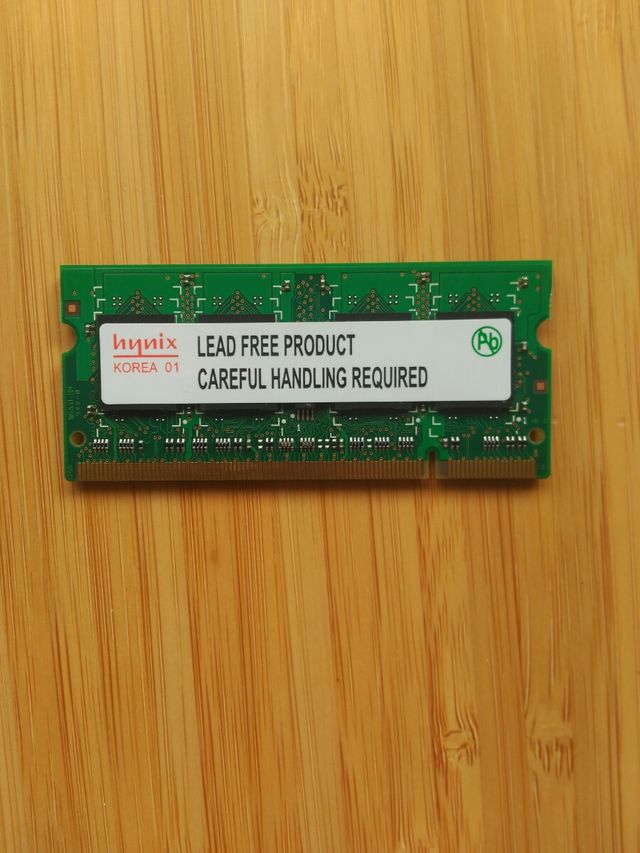 hynix
KOREA 01
LEAD FREE PRODUCT
CAREFUL HANDLING REQUIRED
Pb